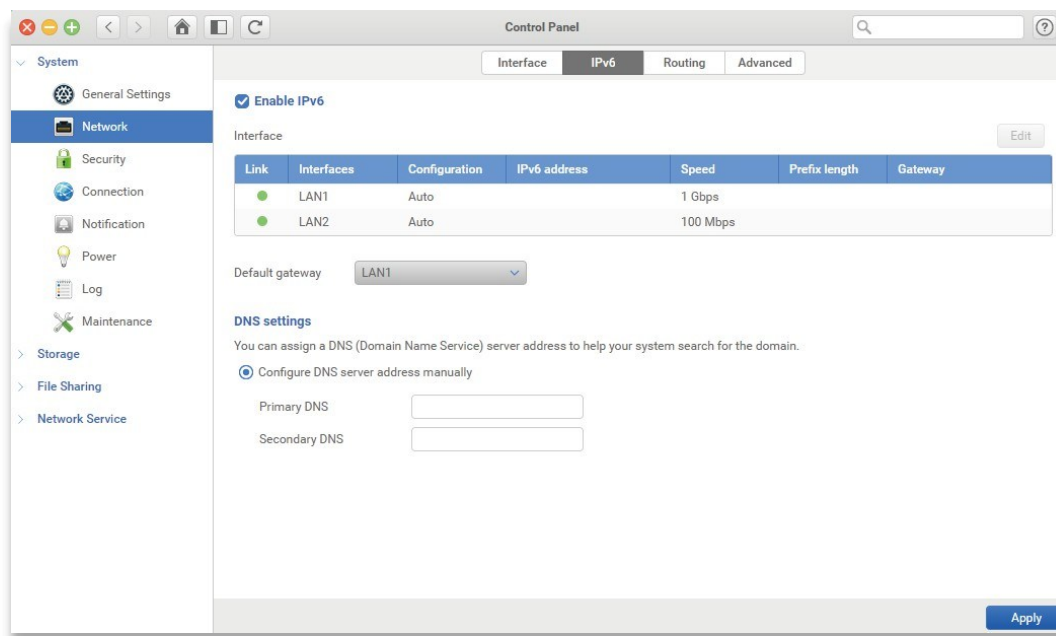 Control Panel
System
General Settings
Network
Security
Connection
Notification
Power
Log
Maintenance
Storage
File Sharing
Network Service
Interface IPv6 Routing Advanced
Enable IPv6
Interface Edit
Link Interfaces Configuration IPv6 address Speed Prefix length Gateway
LAN1 Auto 1 Gbps
LAN2 Auto 100 Mbps
Default gateway LAN1
DNS settings
You can assign a DNS (Domain Name Service) server address to help your system search for the domain.
Configure DNS server address manually
Primary DNS
Secondary DNS
Apply